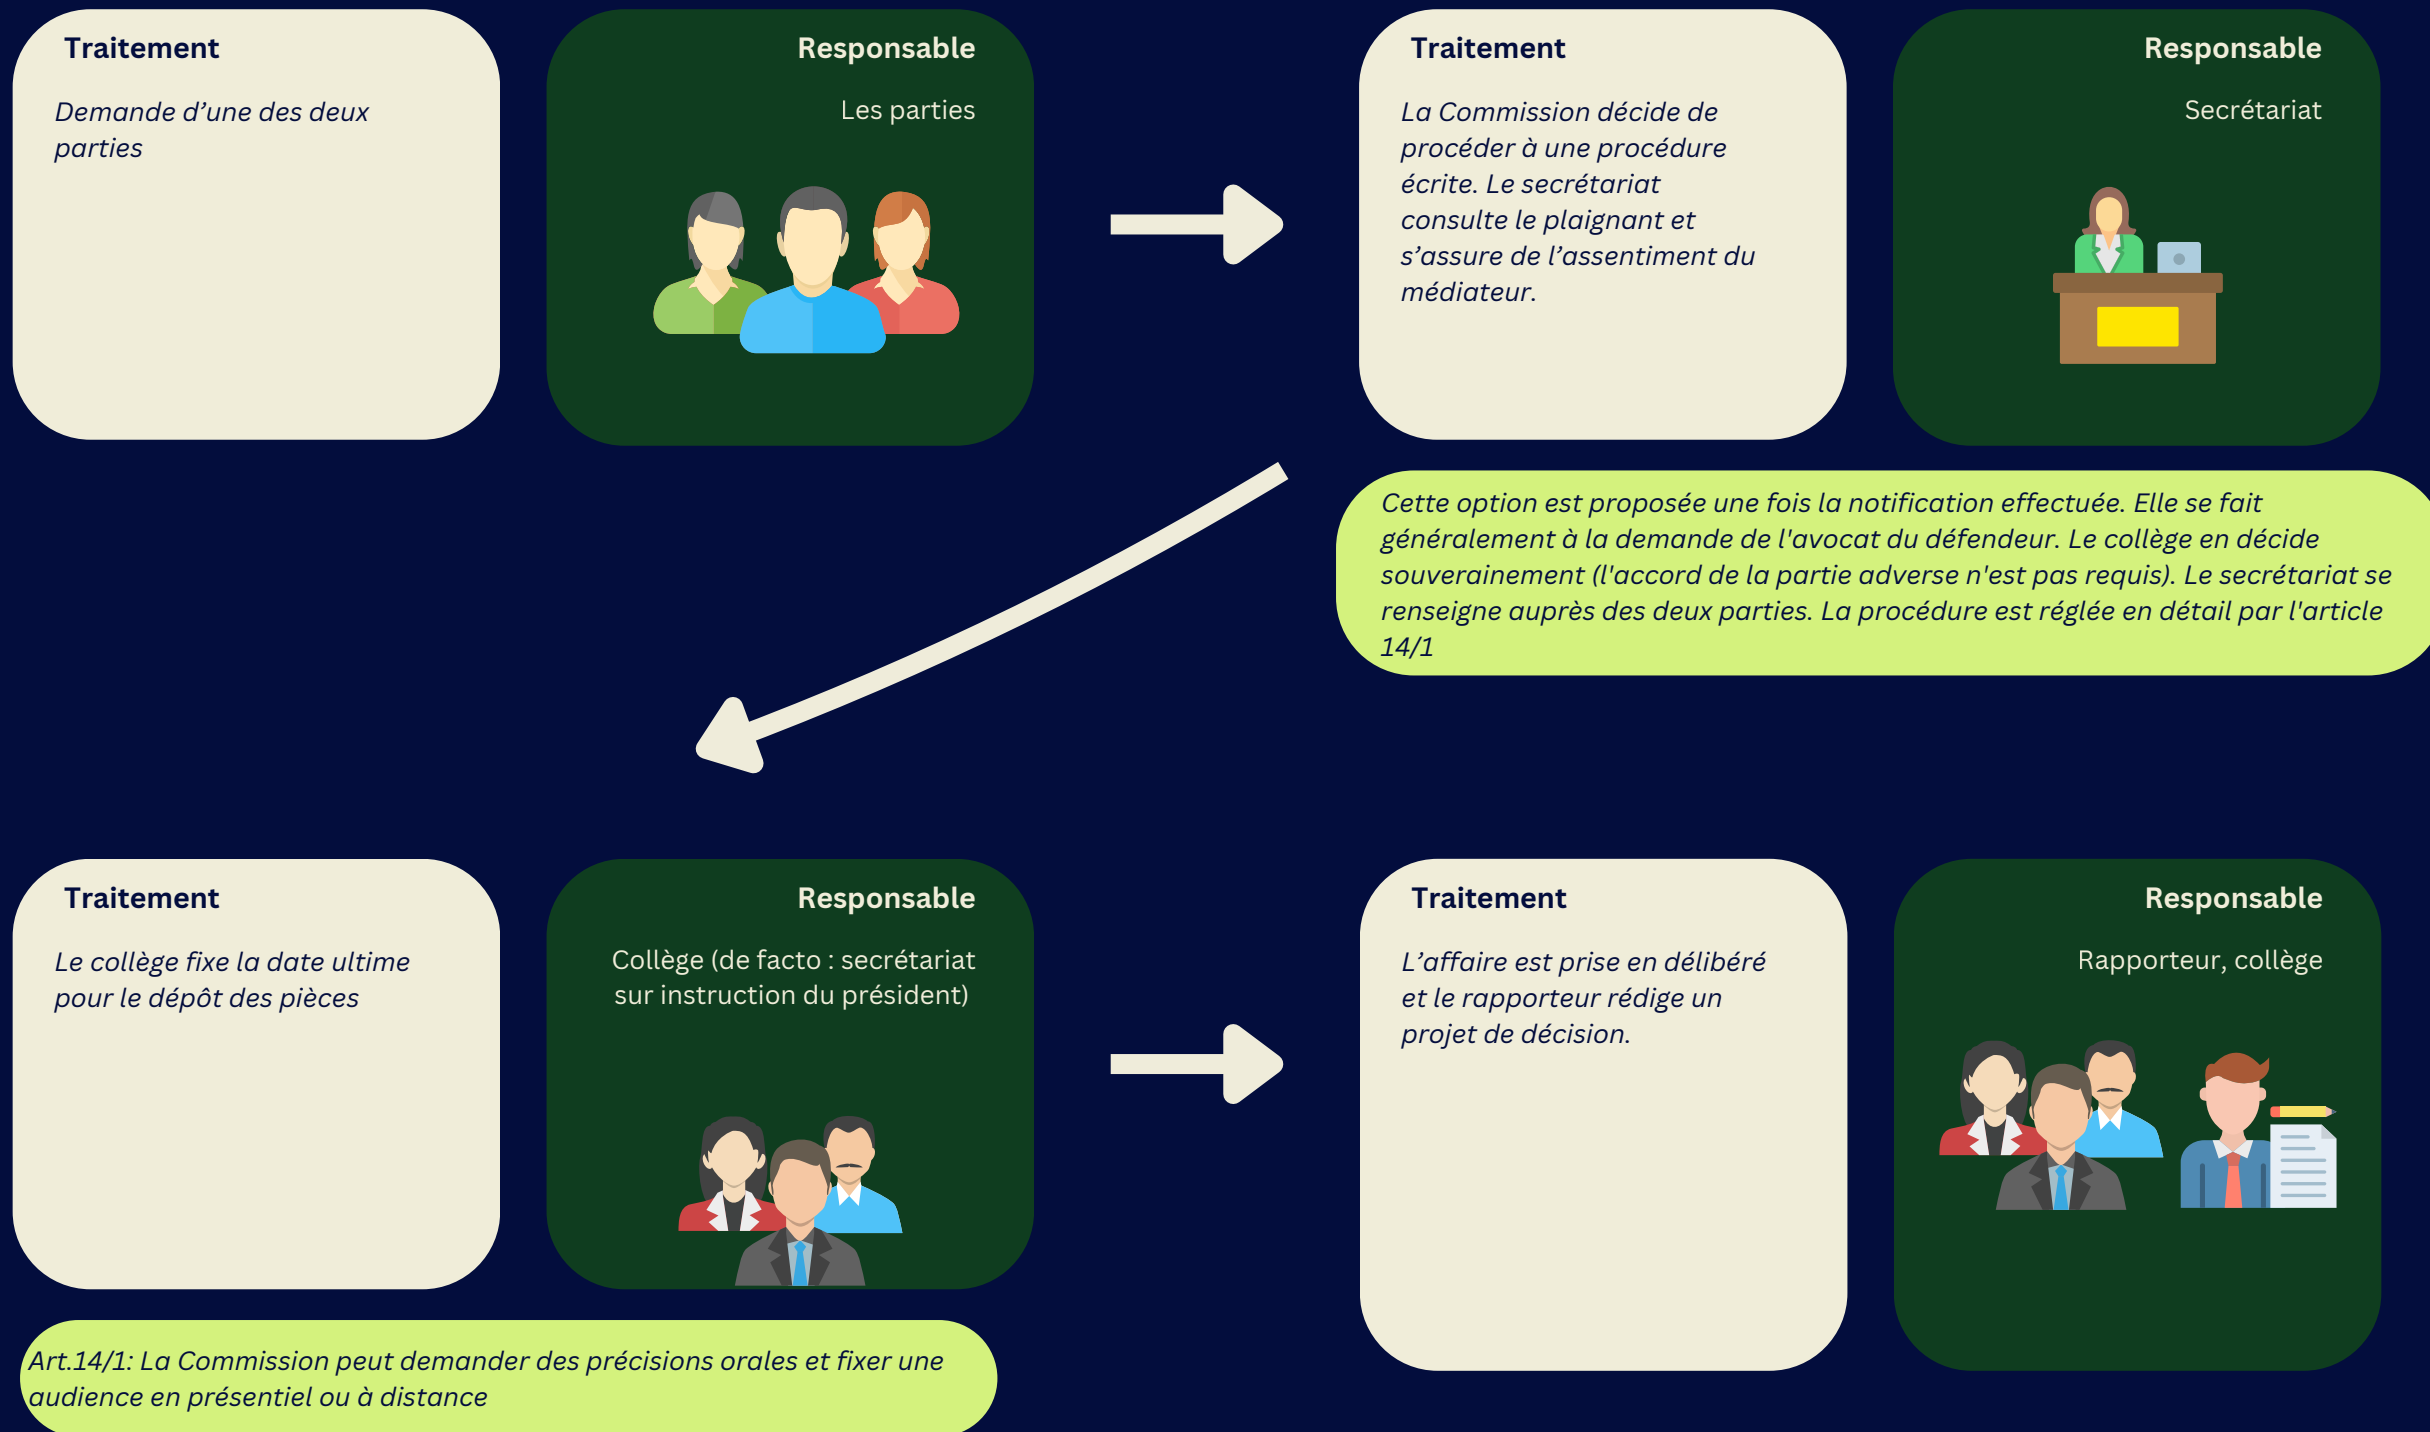 Traitement
Demande d’une des deux
parties
Responsable
Les parties
Traitement
La Commission décide de
procéder à une procédure
écrite. Le secrétariat
consulte le plaignant et
s’assure de l’assentiment du
médiateur.
Responsable
Secrétariat
Cette option est proposée une fois la notification effectuée. Elle se fait
généralement à la demande de l'avocat du défendeur. Le collège en décide
souverainement (l'accord de la partie adverse n'est pas requis). Le secrétariat se
renseigne auprès des deux parties. La procédure est réglée en détail par l'article
14/1
Traitement
Le collège fixe la date ultime
pour le dépôt des pièces
Responsable
Collège (de facto : secrétariat
sur instruction du président)
Traitement
L’affaire est prise en délibéré
et le rapporteur rédige un
projet de décision.
Responsable
Rapporteur, collège
Art.14/1: La Commission peut demander des précisions orales et fixer une
audience en présentiel ou à distance